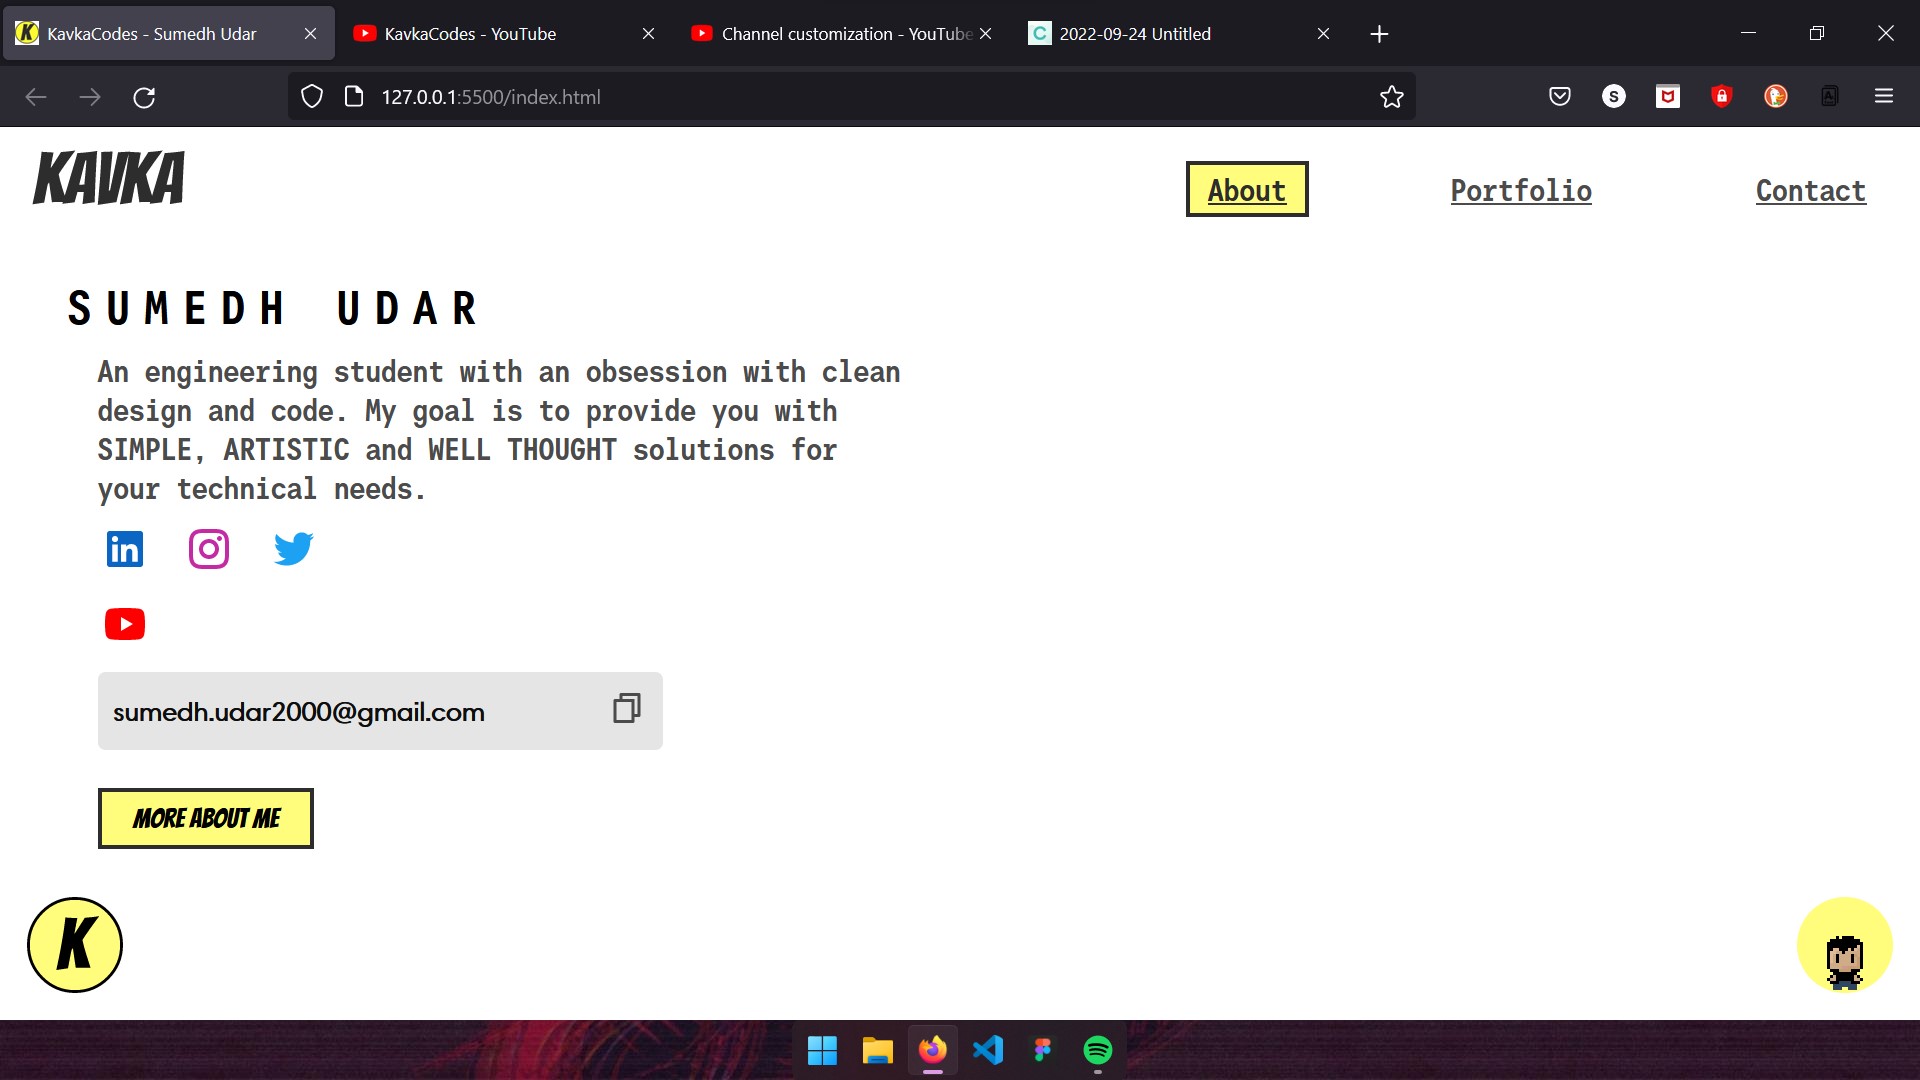 KavkaCodes - Sumedh Udar
KavkaCodes - YouTube
Channel customization - YouTube
2022-09-24 Untitled
127.0.0.1:5500/index.html
S
KAVKA
About
Portfolio
Contact
SUMEDH UDAR
An engineering student with an obsession with clean
design and code. My goal is to provide you with
SIMPLE, ARTISTIC and WELL THOUGHT solutions for
your technical needs.
in
sumedh.udar2000@gmail.com
MORE ABOUT ME
K